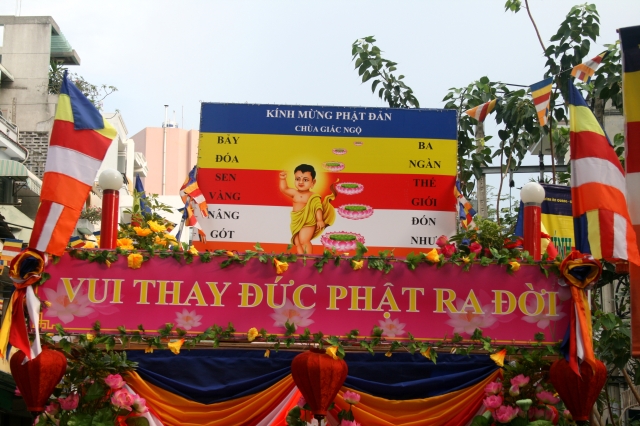 KÍNH MỪNG PHẬT ĐẢN
CHÙA GIÁC NGỘ
BẢY
ĐÓA
SEN
VÀNG
NÂNG
GÓT
BA
NGÀN
THẾ
GIỚI
ĐÓN
NHƯ
VUI THAY ĐỨC PHẬT RA ĐỜI